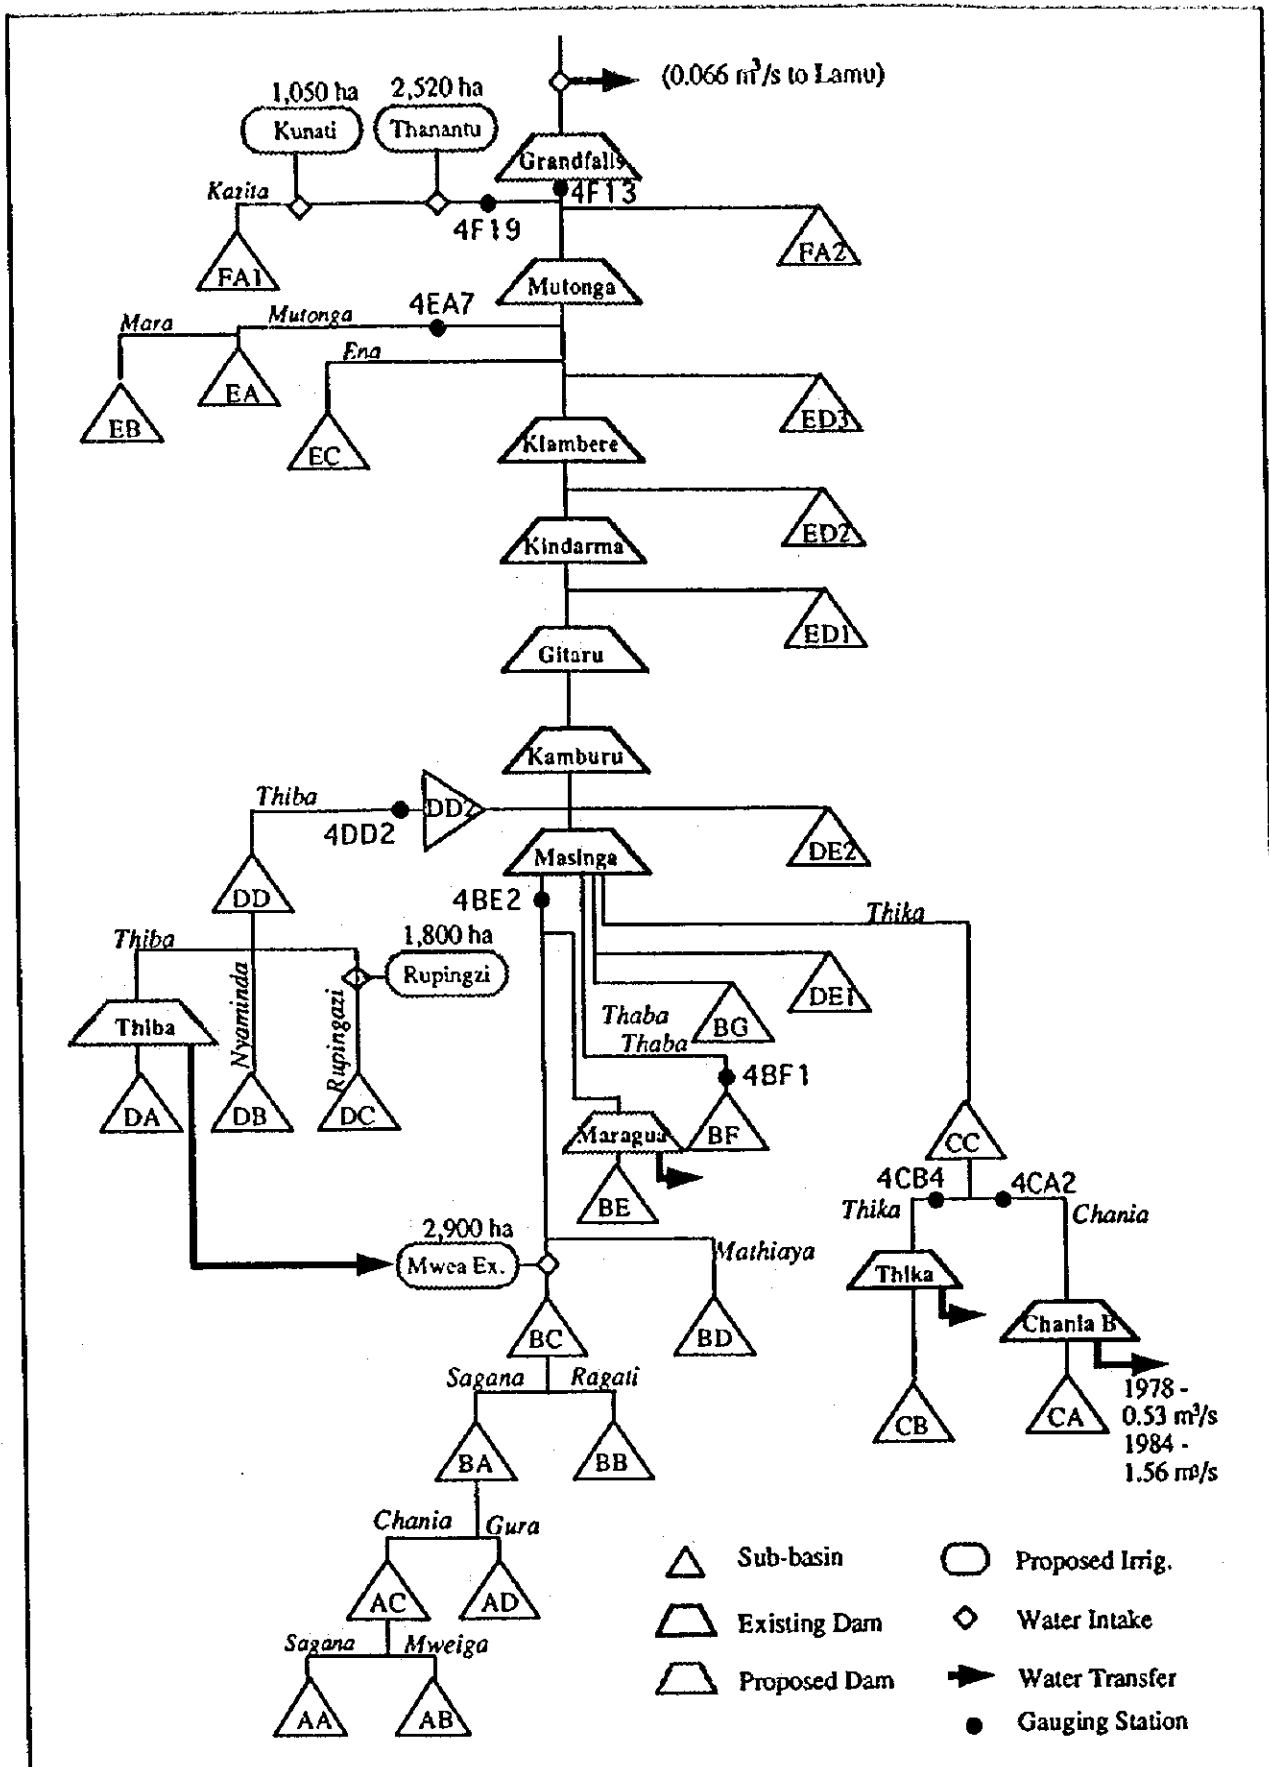 (0.066 m³/s to Lamu)
1,050 ha
2,520 ha
Kunati
Thanantu
Grandfalls
4F13
Kazita
4F19
FA1
FA2
Mutonga
4EA7
Mara
Mutonga
Ena
EB
EA
EC
ED3
Kiambere
ED2
Kindarma
ED1
Gitaru
Kamburu
Thiba
4DD2
DD2
DE2
Masinga
DD
4BE2
Thika
Thiba
1,800 ha
Rupingzi
Nyaminda
Rupingazi
DE1
BG
Thaba
Thaba
Thiba
4BF1
DA
DB
DC
Maragua
BF
CC
BE
4CB4
4CA2
Thika
Chania
2,900 ha
Mwea Ex.
Mathiaya
Thika
Chania B
BC
BD
Sagana
Ragati
1978 -
0.53 m³/s
1984 -
1.56 m³/s
CB
CA
BA
BB
Chania
Gura
AC
AD
Sagana
Mweiga
AA
AB
Sub-basin
Proposed Irrig.
Existing Dam
Water Intake
Proposed Dam
Water Transfer
Gauging Station